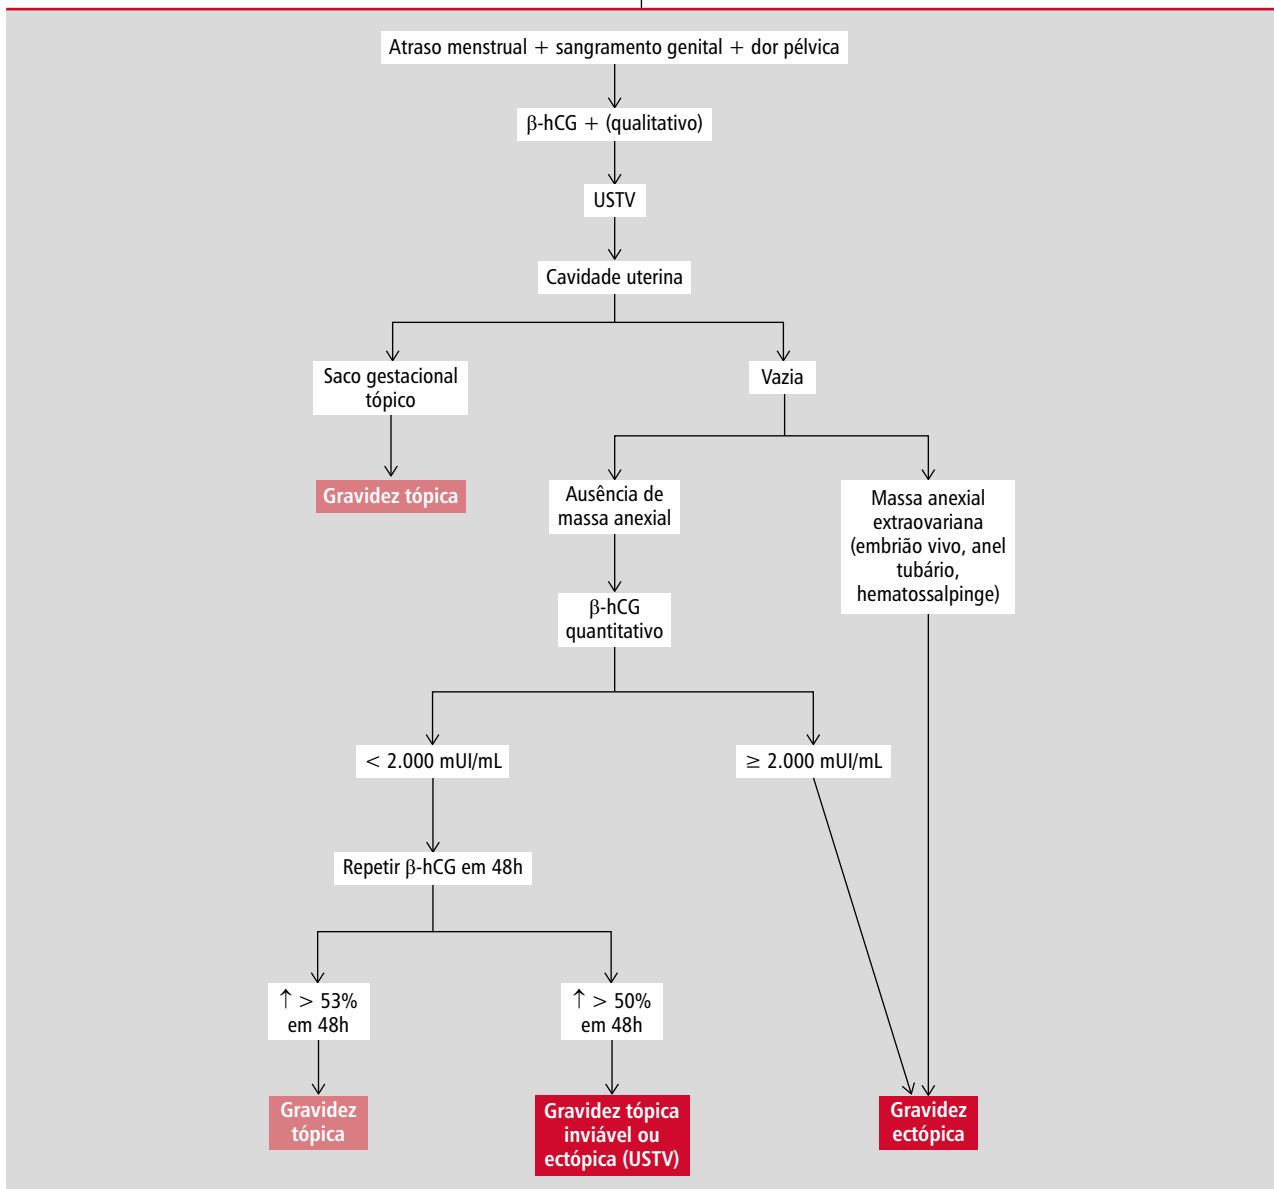 Atraso menstrual + sangramento genital + dor pélvica
β-hCG + (qualitativo)
USTV
Cavidade uterina
Saco gestacional
tópico
Vazia
Gravidez tópica
Ausência de
massa anexial
Massa anexial
extraovariana
(embrião vivo, anel
tubário,
hematossalpinge)
β-hCG
quantitativo
< 2.000 mUI/mL
≥ 2.000 mUI/mL
Repetir β-hCG em 48h
↑ > 53%
em 48h
↑ > 50%
em 48h
Gravidez
tópica
Gravidez tópica
inviável ou
ectópica (USTV)
Gravidez
ectópica